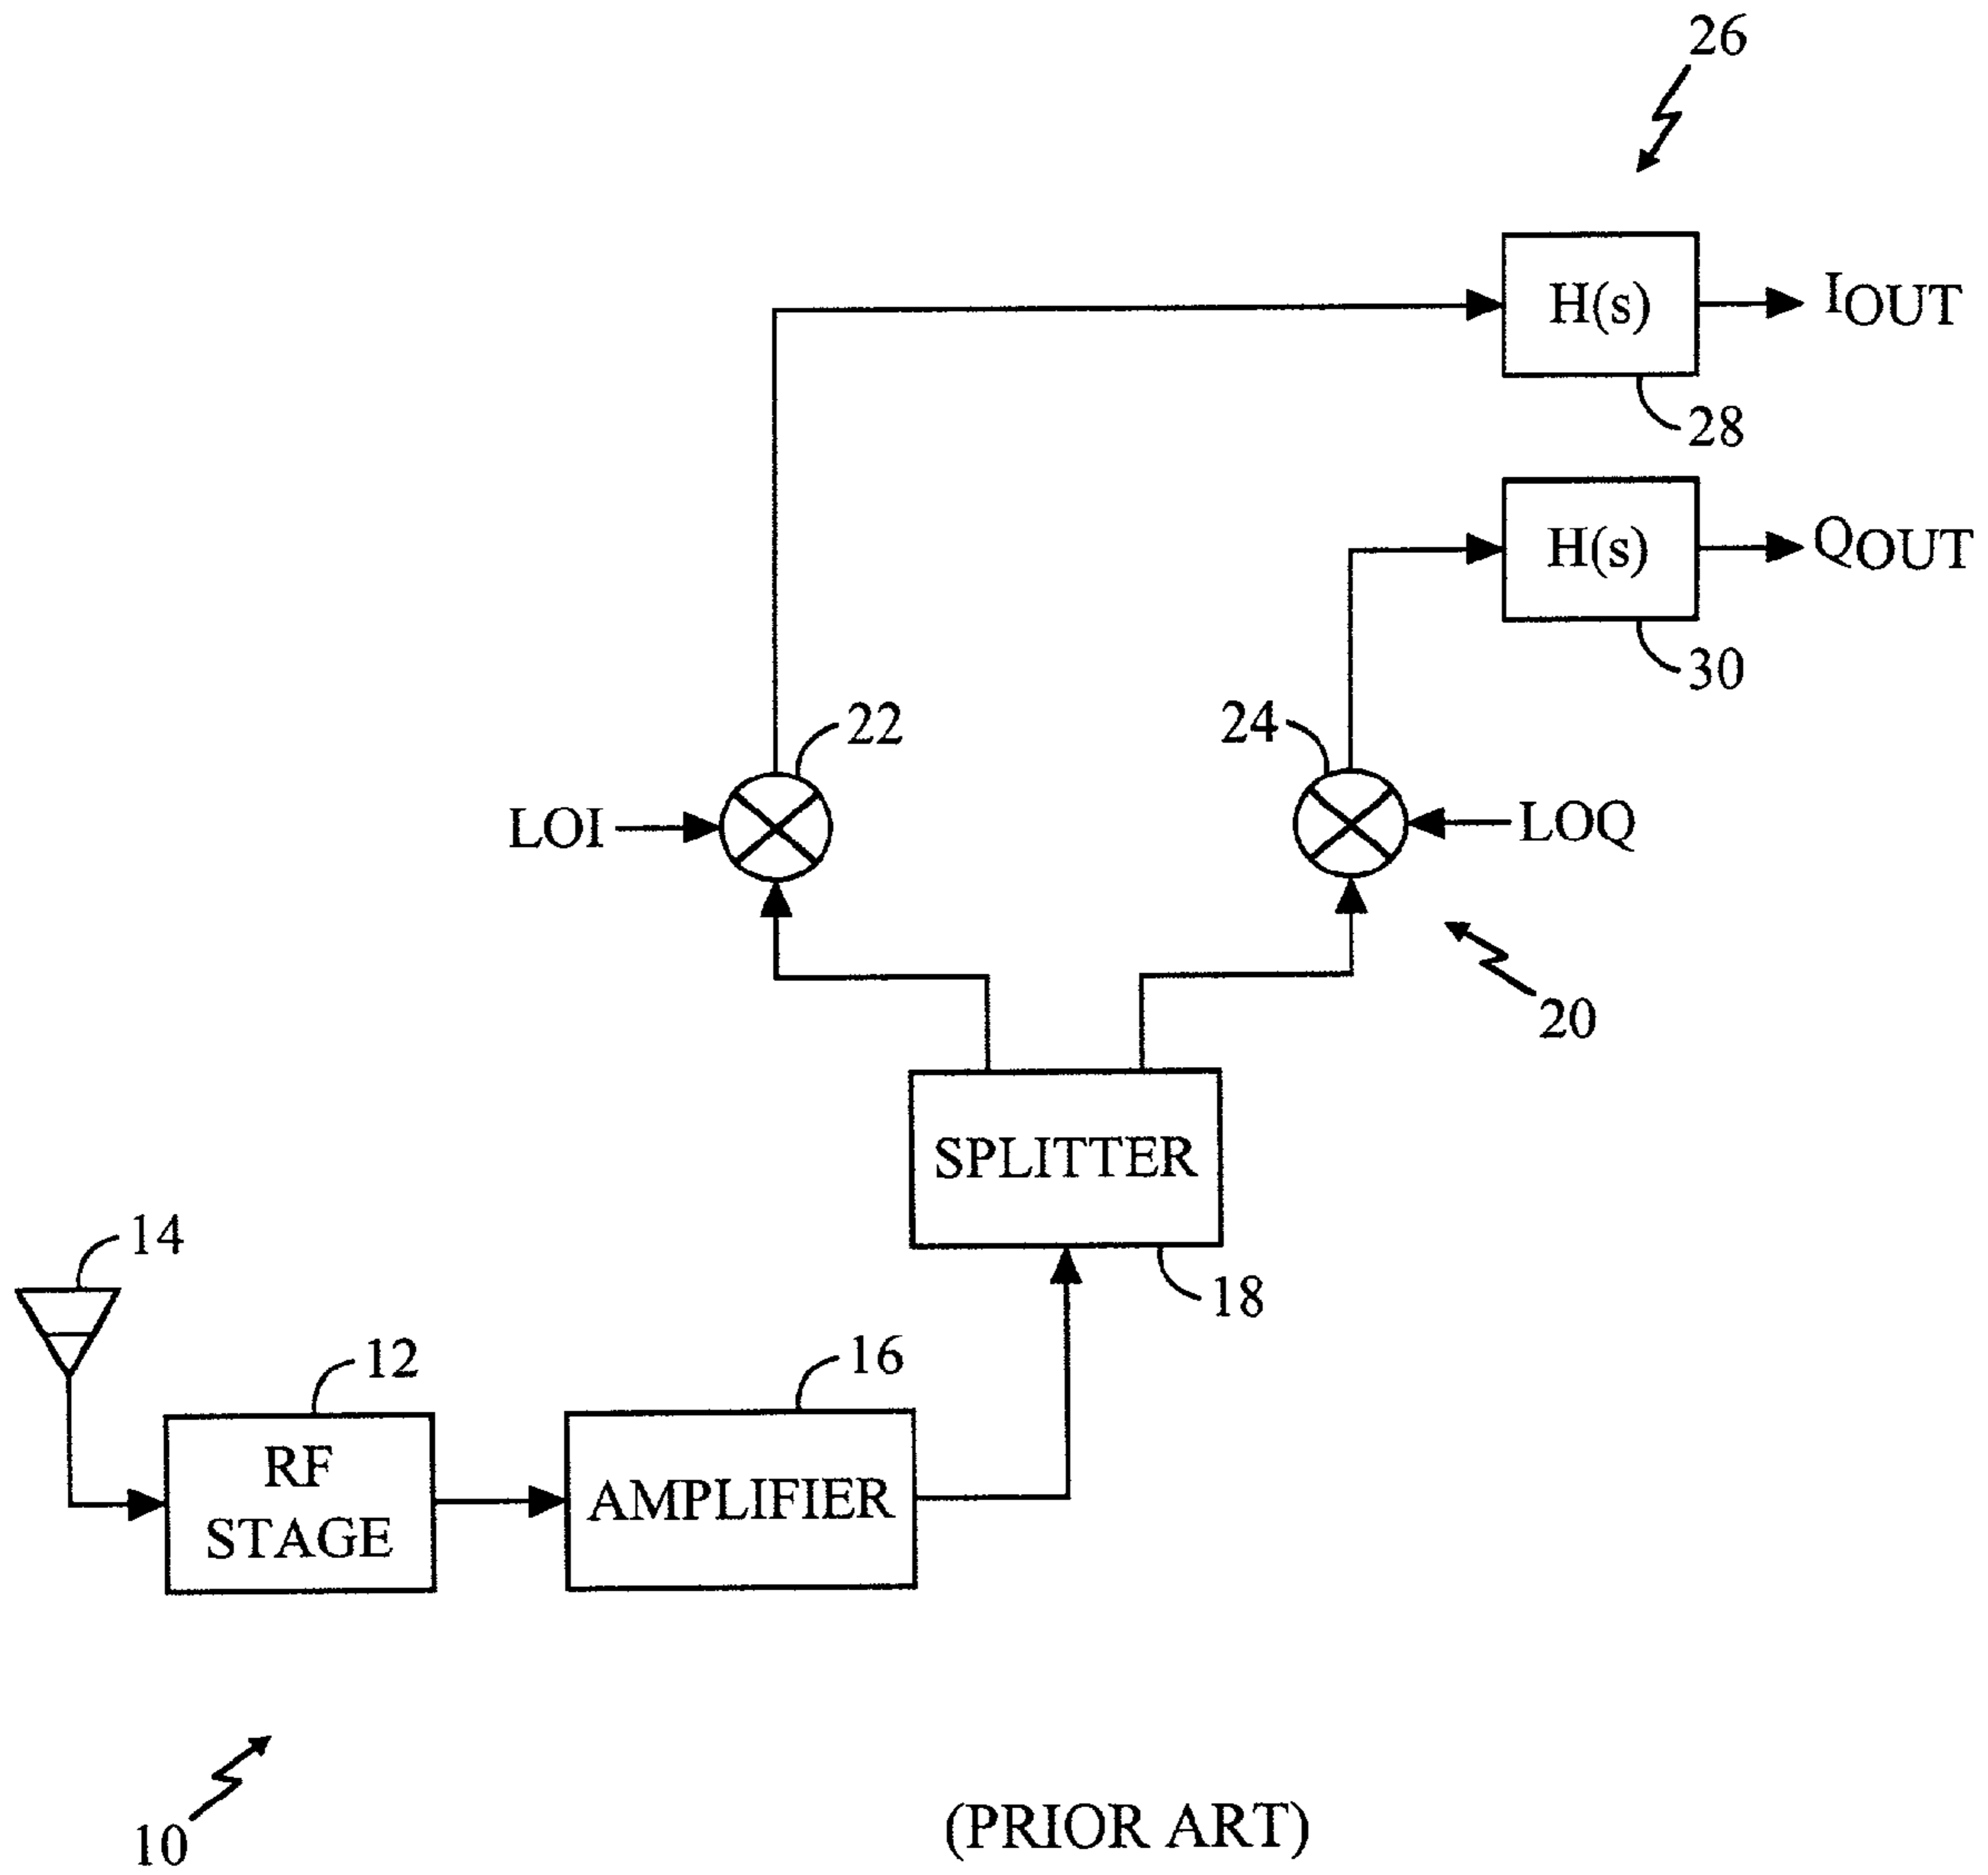 26
H(s)
IOUT
28
H(s)
QOUT
30
22
24
LOI
LOQ
20
SPLITTER
14
18
12
16
RF
STAGE
AMPLIFIER
10
(PRIOR ART)